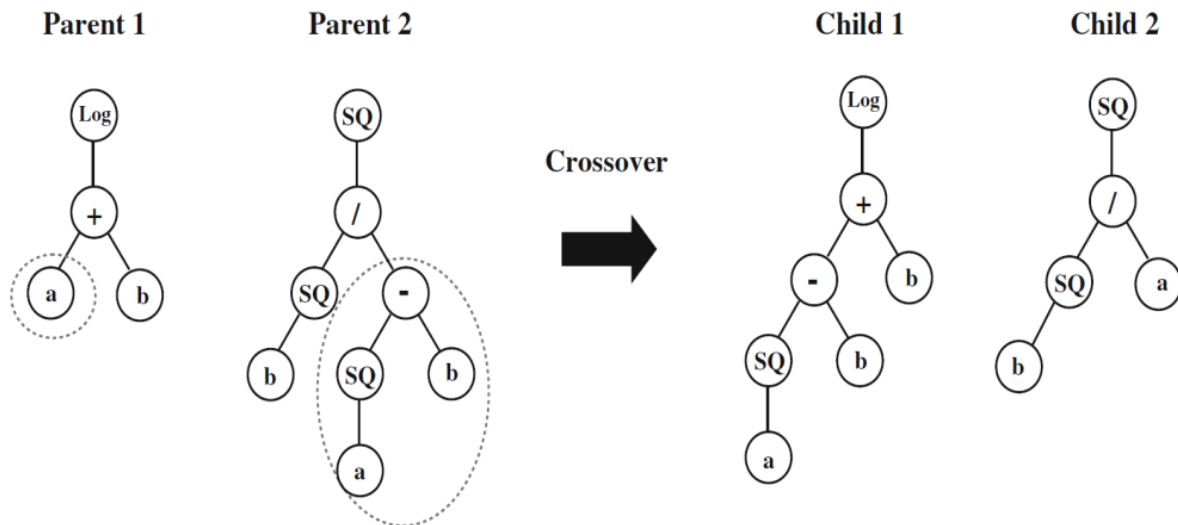 Parent 1
Parent 2
Child 1
Child 2
Log
SQ
Log
SQ
Crossover
+
/
+
/
a
b
SQ
-
-
b
SQ
a
b
SQ
b
SQ
b
b
a
a